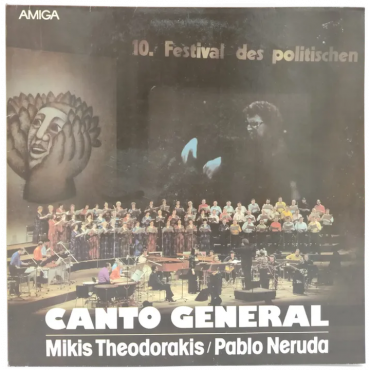 AMIGA
10. Festival des politischen
CANTO GENERAL
Mikis Theodorakis / Pablo Neruda